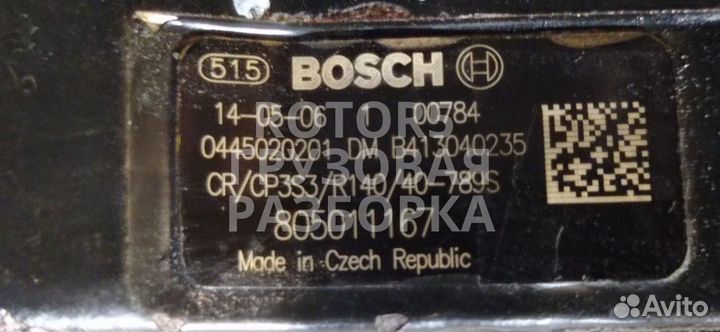 515 BOSCH
14-05-06 1 00784
ROTOR3
0445020201 DM B413040235
ГРУЗОВАЯ
CR/CP3S3/R140/40-789S
РАЗБОРКА
805011167
Made in Czech Republic
Avito